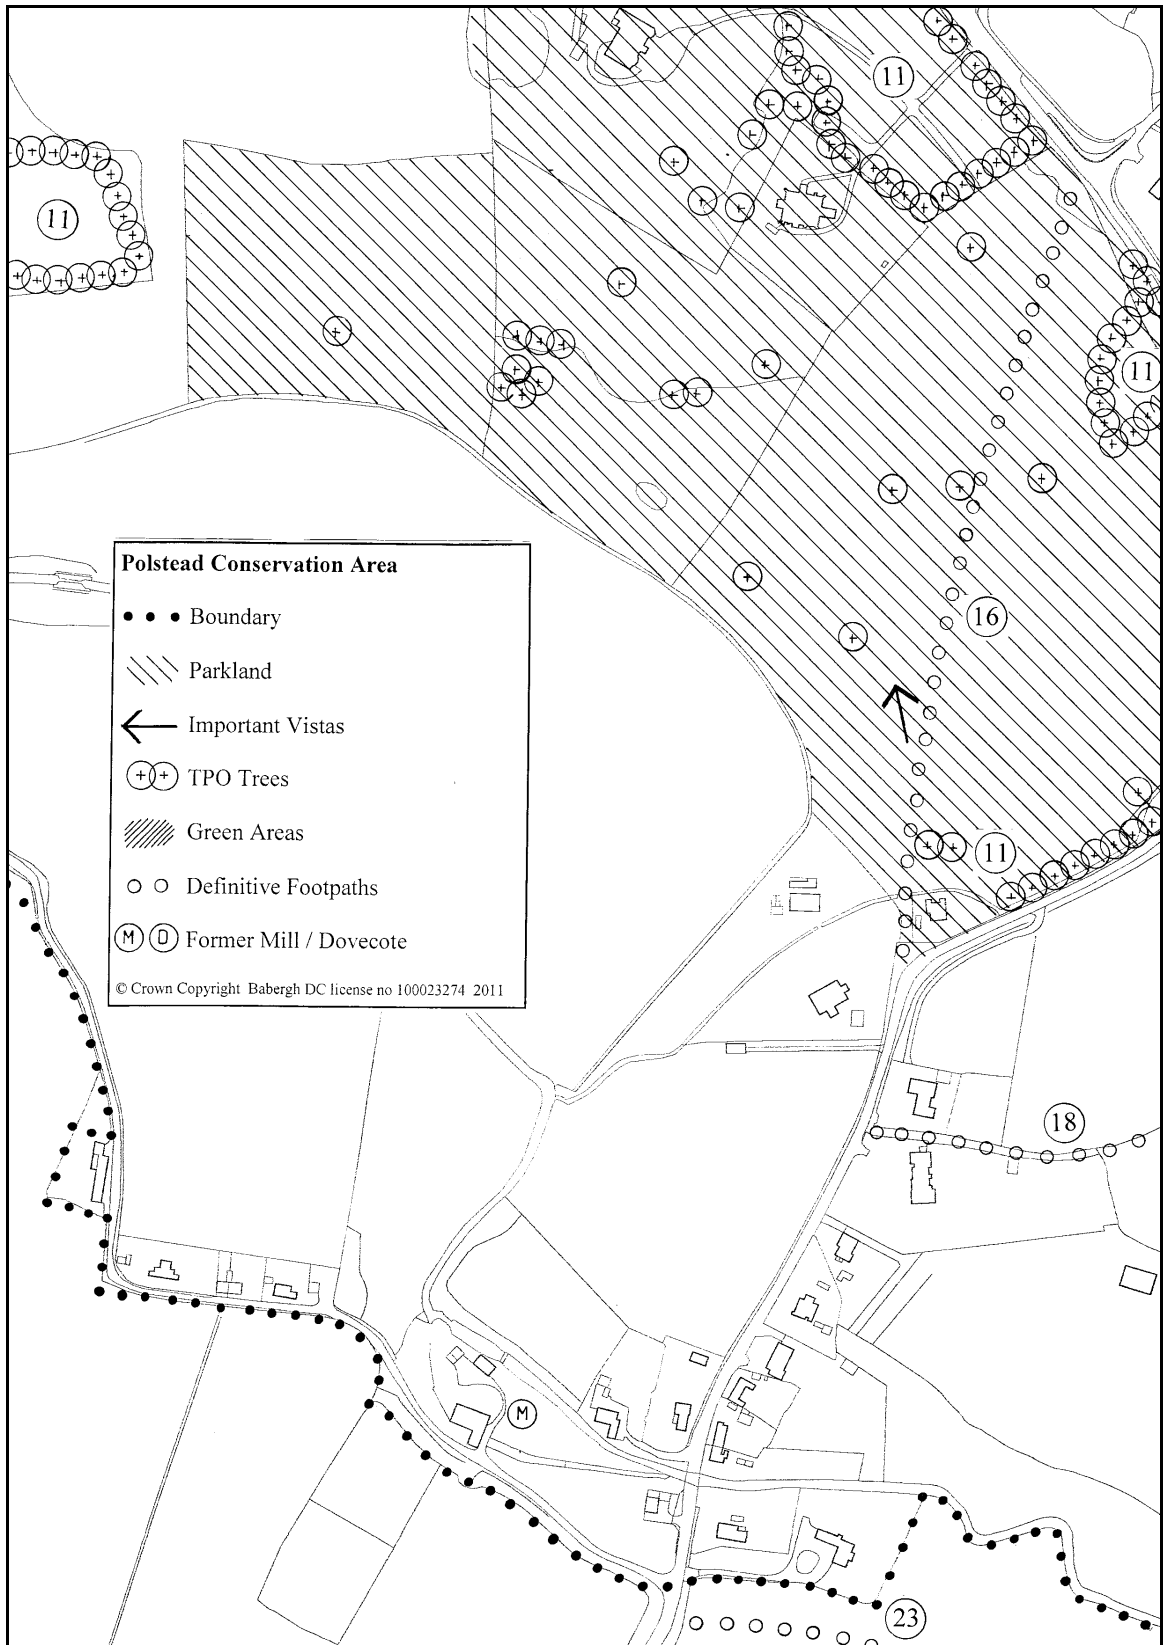 11
11
11
Polstead Conservation Area
Boundary
Parkland
Important Vistas
TPO Trees
Green Areas
Definitive Footpaths
M D Former Mill / Dovecote
© Crown Copyright Babergh DC license no 100023274 2011
16
11
18
M
23